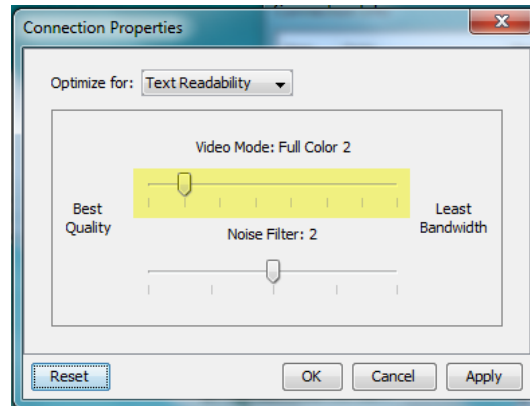 Connection Properties
Optimize for: Text Readability
Video Mode: Full Color 2
Best
Quality
Least
Bandwidth
Noise Filter: 2
Reset OK Cancel Apply